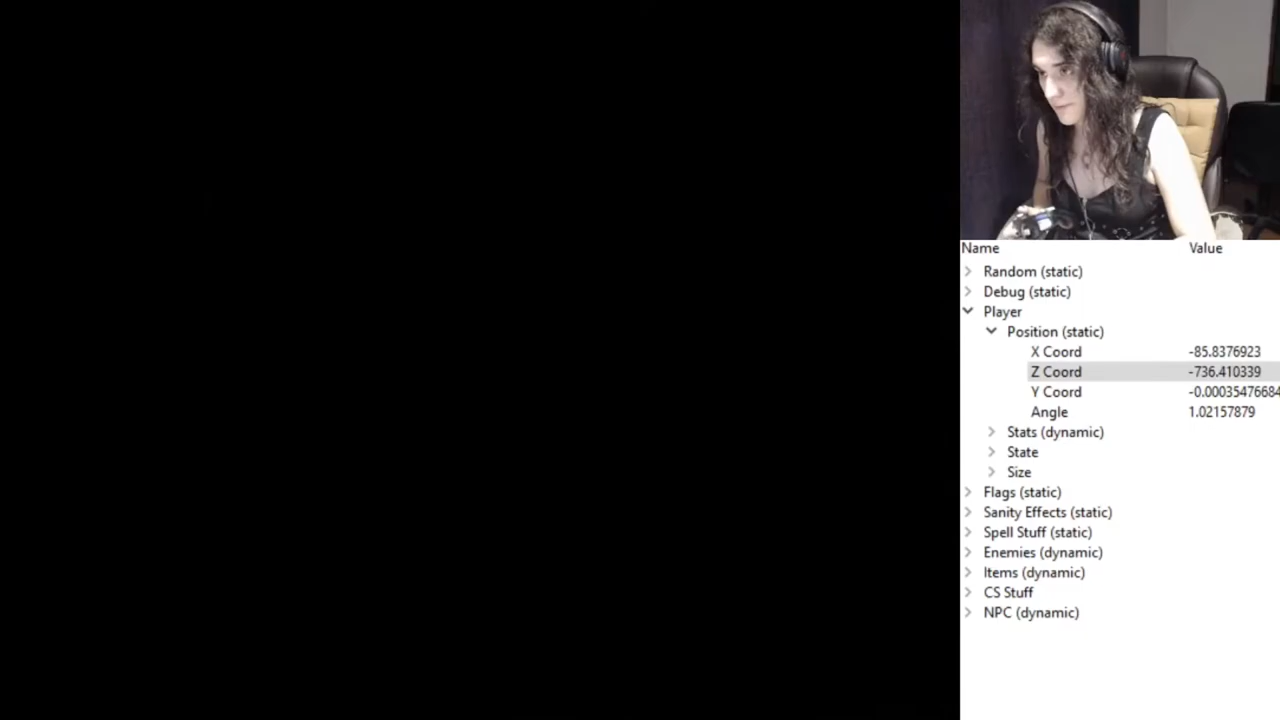 Name Value
Random (static)
Debug (static)
Player
Position (static)
X Coord -85.8376923
Z Coord -736.410339
Y Coord -0.00035476684
Angle 1.02157879
Stats (dynamic)
State
Size
Flags (static)
Sanity Effects (static)
Spell Stuff (static)
Enemies (dynamic)
Items (dynamic)
CS Stuff
NPC (dynamic)